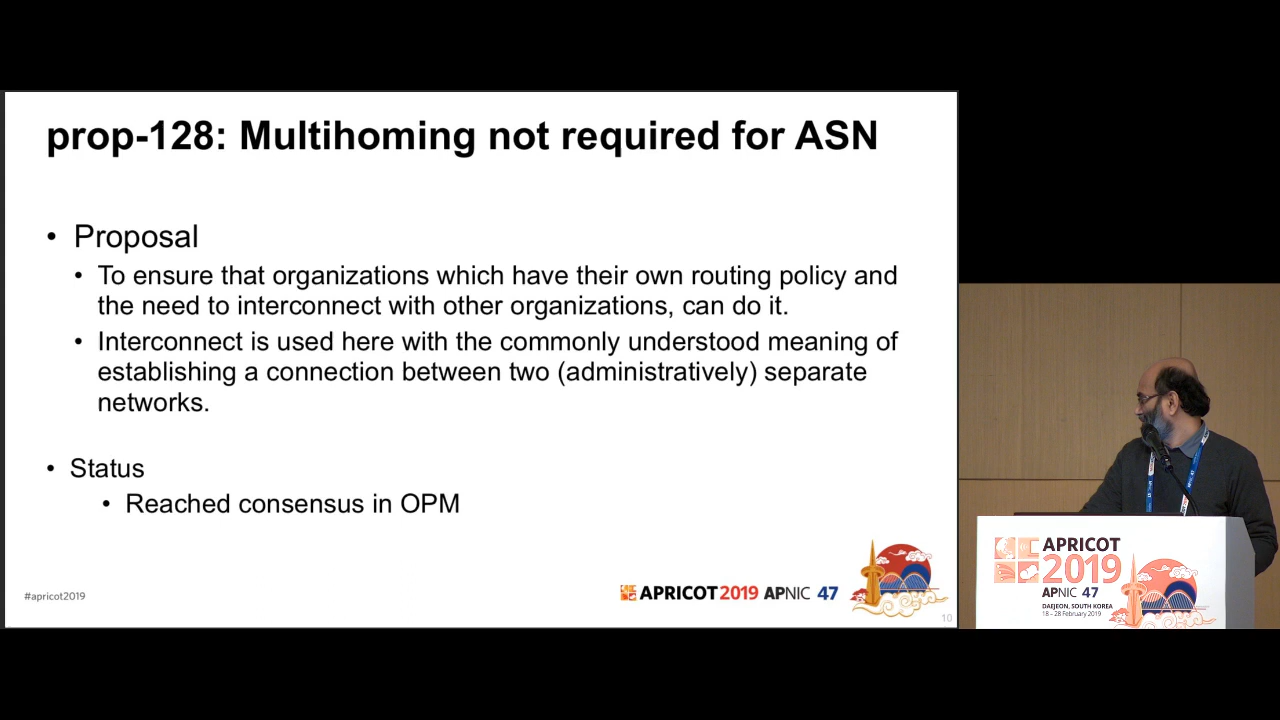 prop-128: Multihoming not required for ASN
• Proposal
• To ensure that organizations which have their own routing policy and
the need to interconnect with other organizations, can do it.
• Interconnect is used here with the commonly understood meaning of
establishing a connection between two (administratively) separate
networks.
• Status
• Reached consensus in OPM
#apricot2019
APRICOT 2019 APNIC 47
10
APRICOT
2019
APNIC 47
DAEJEON, SOUTH KOREA
18 – 28 February 2019